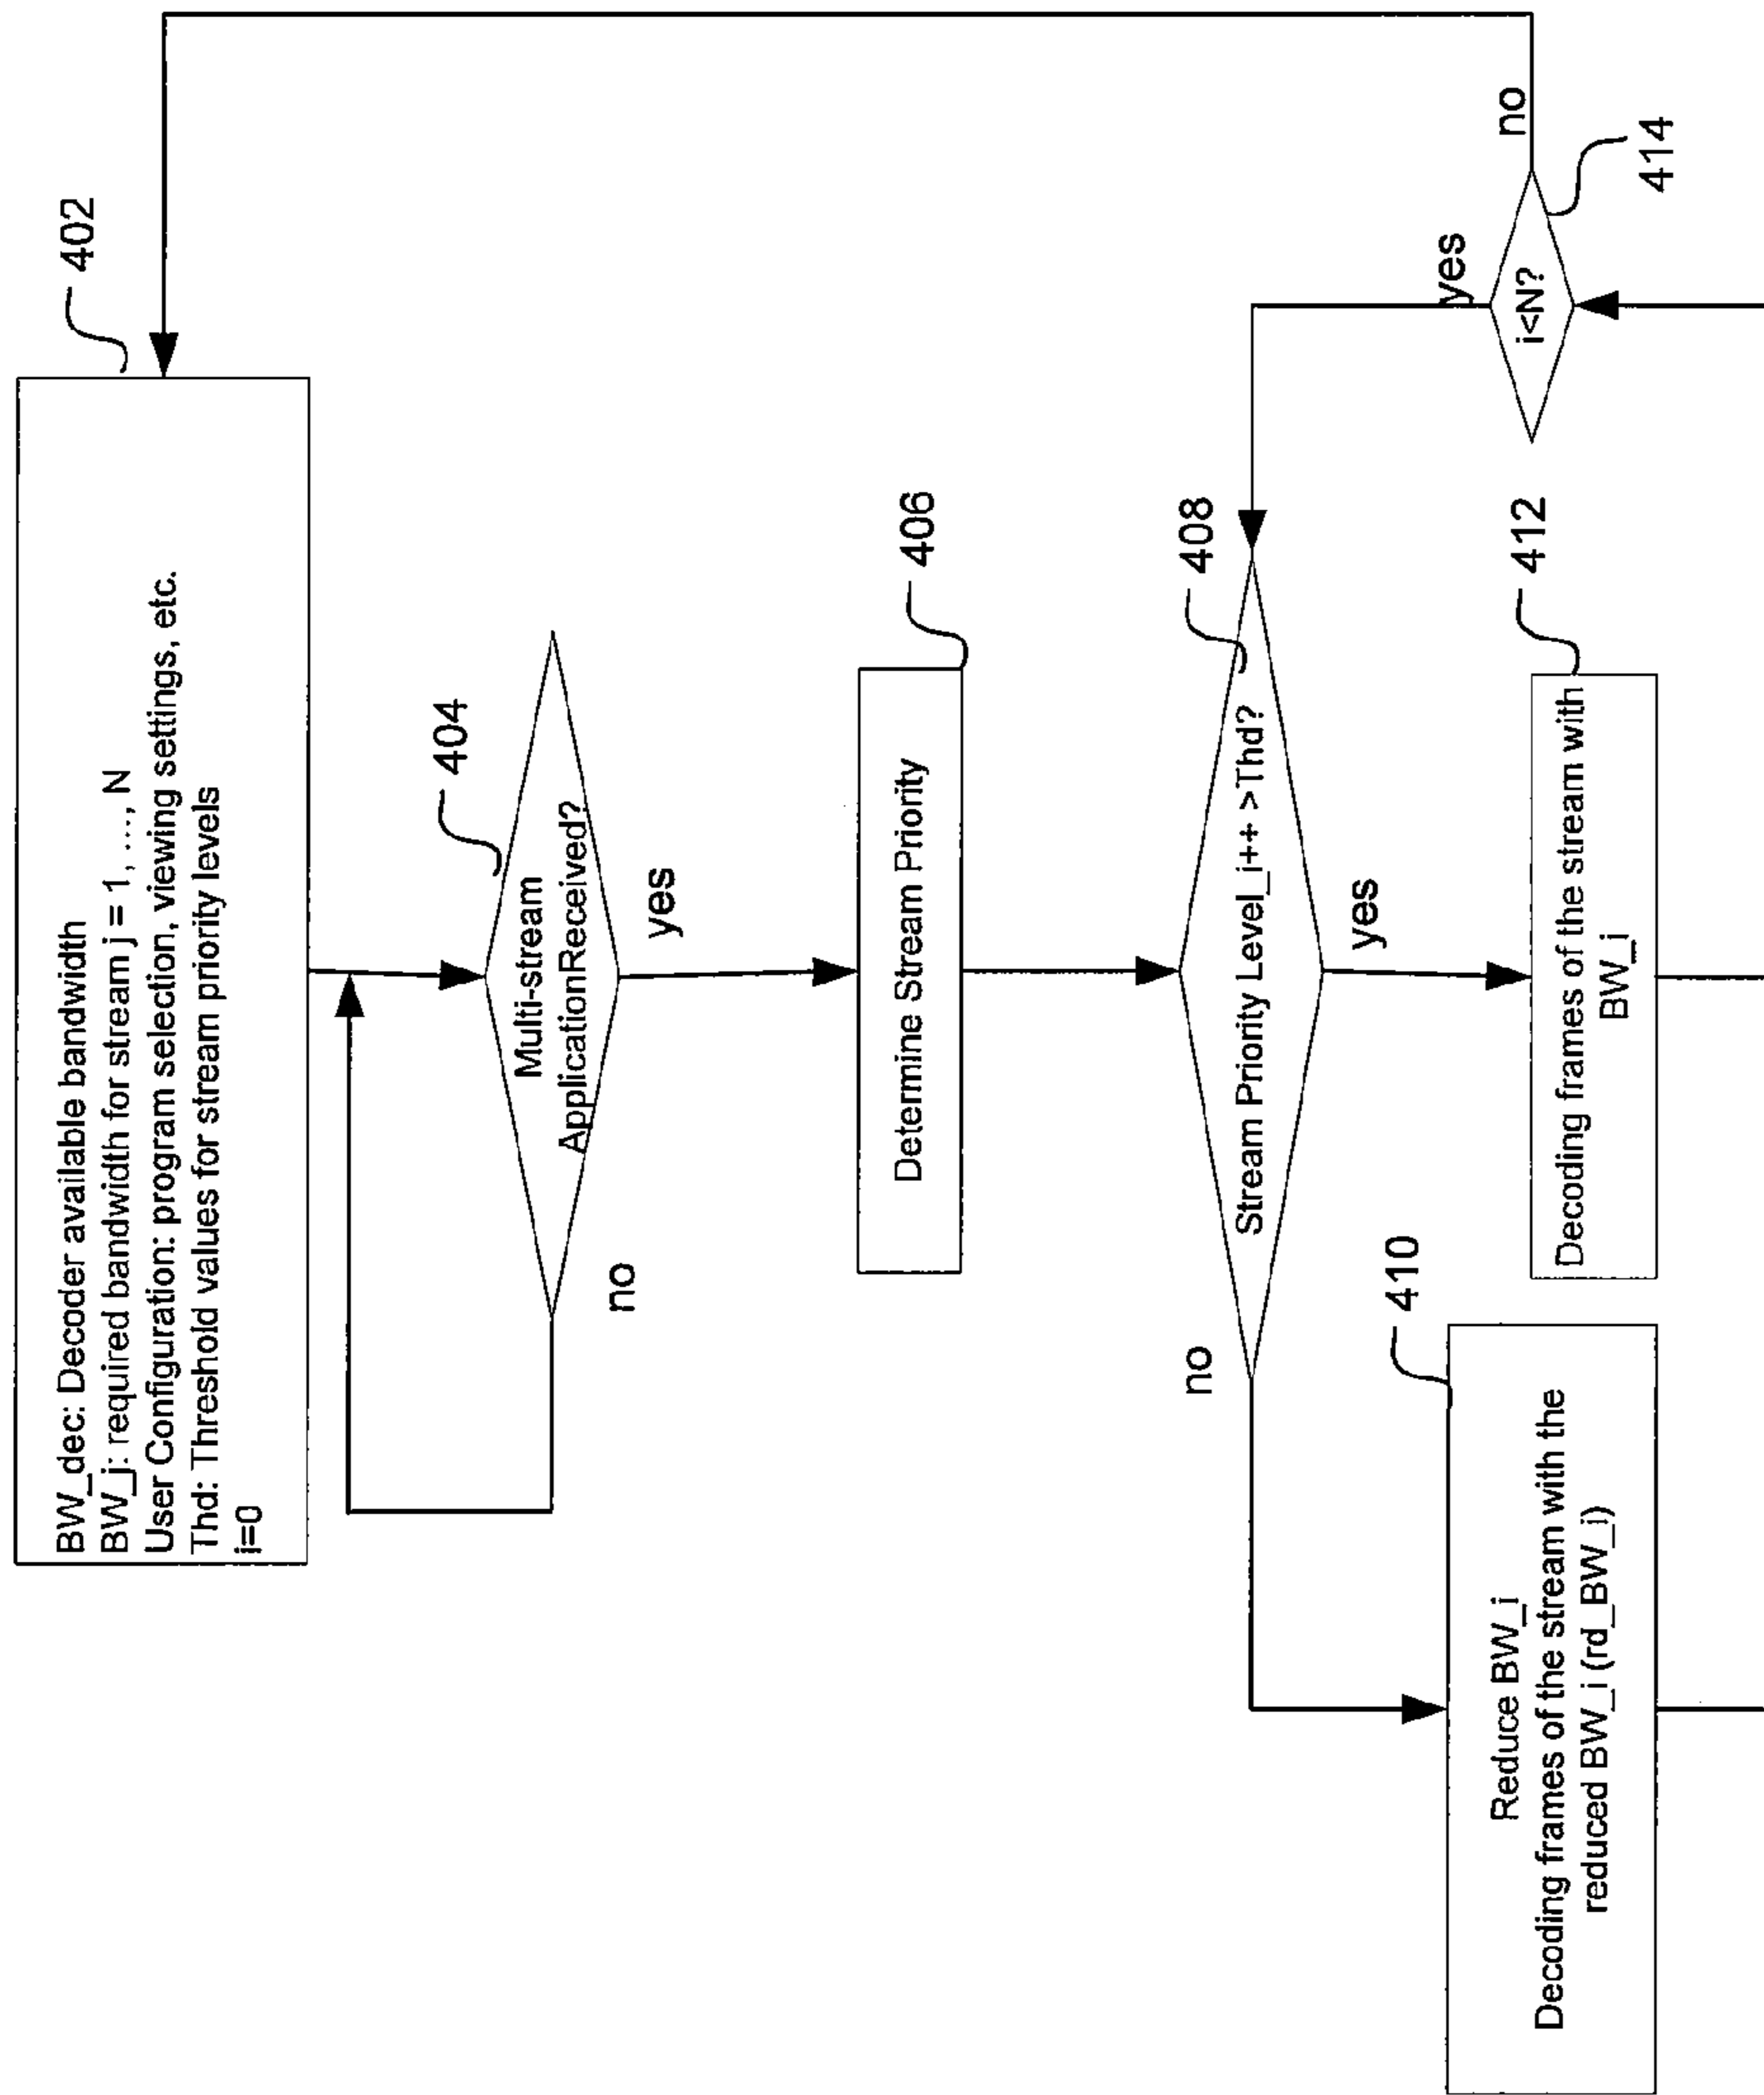 402
BW_dec: Decoder available bandwidth
BW_j: required bandwidth for stream j = 1, ..., N
User Configuration: program selection, viewing settings, etc.
Thd: Threshold values for stream priority levels
i=0
404
Multi-stream
ApplicationReceived?
no
yes
406
Determine Stream Priority
408
Stream Priority Level_i++ >Thd?
no
yes
410
Reduce BW_i
Decoding frames of the stream with the
reduced BW_i (rd_BW_i)
412
Decoding frames of the stream with
BW_i
yes
i<N?
no
414